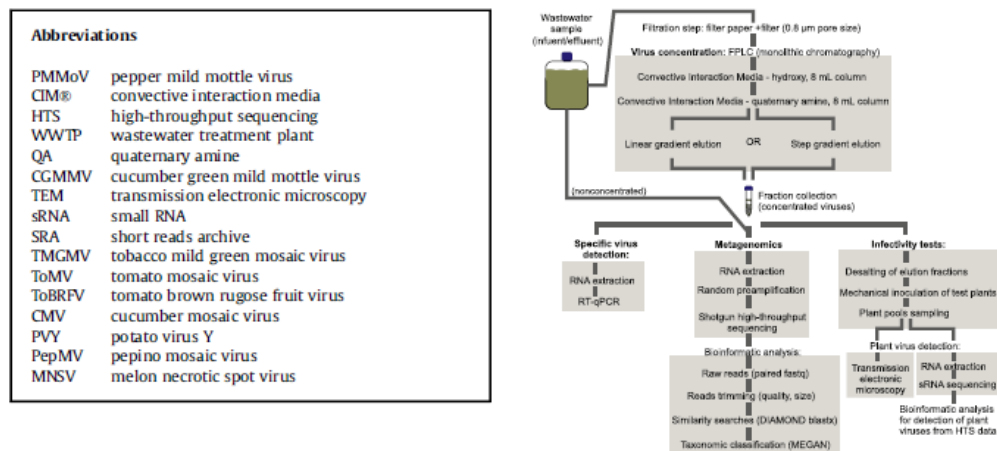 Abbreviations
PMMoV pepper mild mottle virus
CIM® convective interaction media
HTS high-throughput sequencing
WWTP wastewater treatment plant
QA quaternary amine
CGMMV cucumber green mild mottle virus
TEM transmission electronic microscopy
sRNA small RNA
SRA short reads archive
TMGMV tobacco mild green mosaic virus
ToMV tomato mosaic virus
ToBRFV tomato brown rugose fruit virus
CMV cucumber mosaic virus
PVY potato virus Y
PepMV pepino mosaic virus
MNSV melon necrotic spot virus
Wastewater
sample
(infuent/effluent)
Filtration step: filter paper +filter (0.8 µm pore size)
Virus concentration: FPLC (monolithic chromatography)
Convective Interaction Media - hydroxy, 8 mL column
Convective Interaction Media - quaternary amine, 8 mL column
Linear gradient elution
OR
Step gradient elution
(nonconcentrated)
Fraction collection
(concentrated viruses)
Specific virus
detection:
RNA extraction
RT-qPCR
Metagenomics
RNA extraction
Random preamplification
Shotgun high-throughput
sequencing
Bioinformatic analysis:
Raw reads (paired fastq)
Reads trimming (quality, size)
Similarity searches (DIAMOND blastx)
Taxonomic classification (MEGAN)
Infectivity tests:
Desalting of elution fractions
Mechanical inoculation of test plants
Plant pools sampling
Plant virus detection:
Transmission
electronic
microscopy
RNA extraction
sRNA sequencing
Bioinformatic analysis
for detection of plant
viruses from HTS data